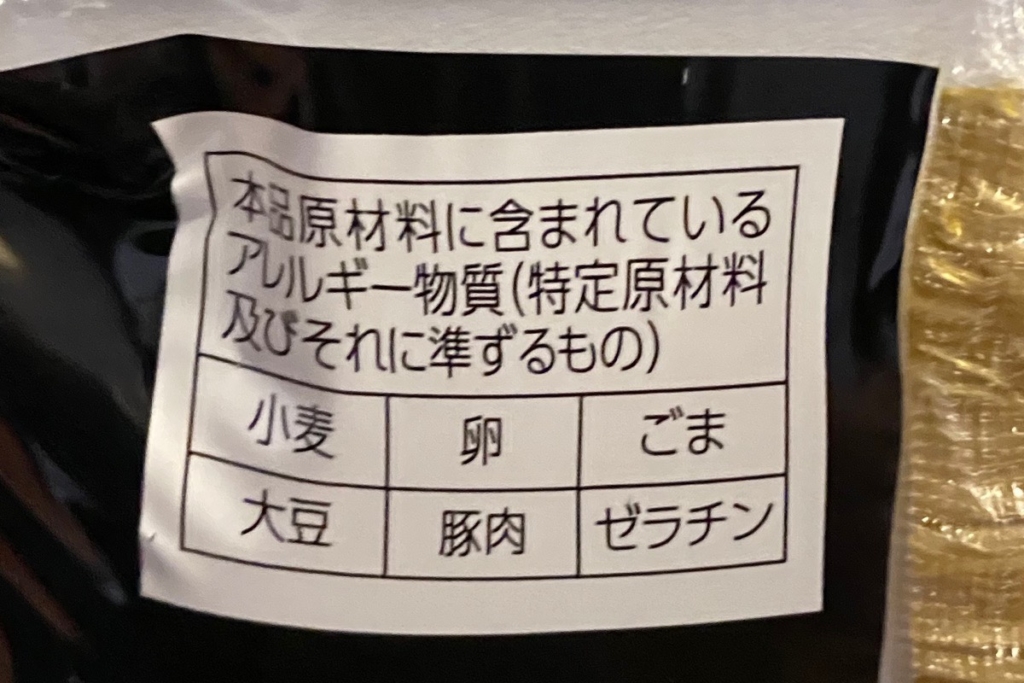 本品原材料に含まれている
アレルギー物質(特定原材料
及びそれに準ずるもの)
小麦 卵 ごま
大豆 豚肉 ゼラチン